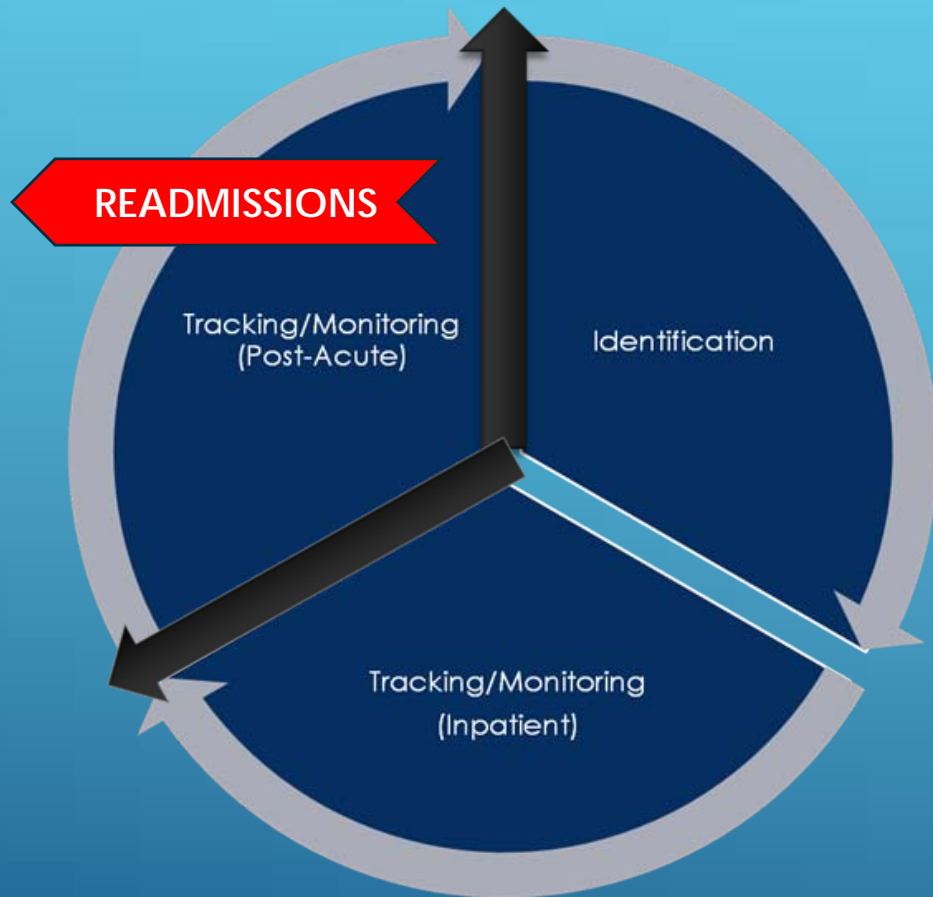 READMISSIONS
Tracking/Monitoring
(Post-Acute)
Identification
Tracking/Monitoring
(Inpatient)